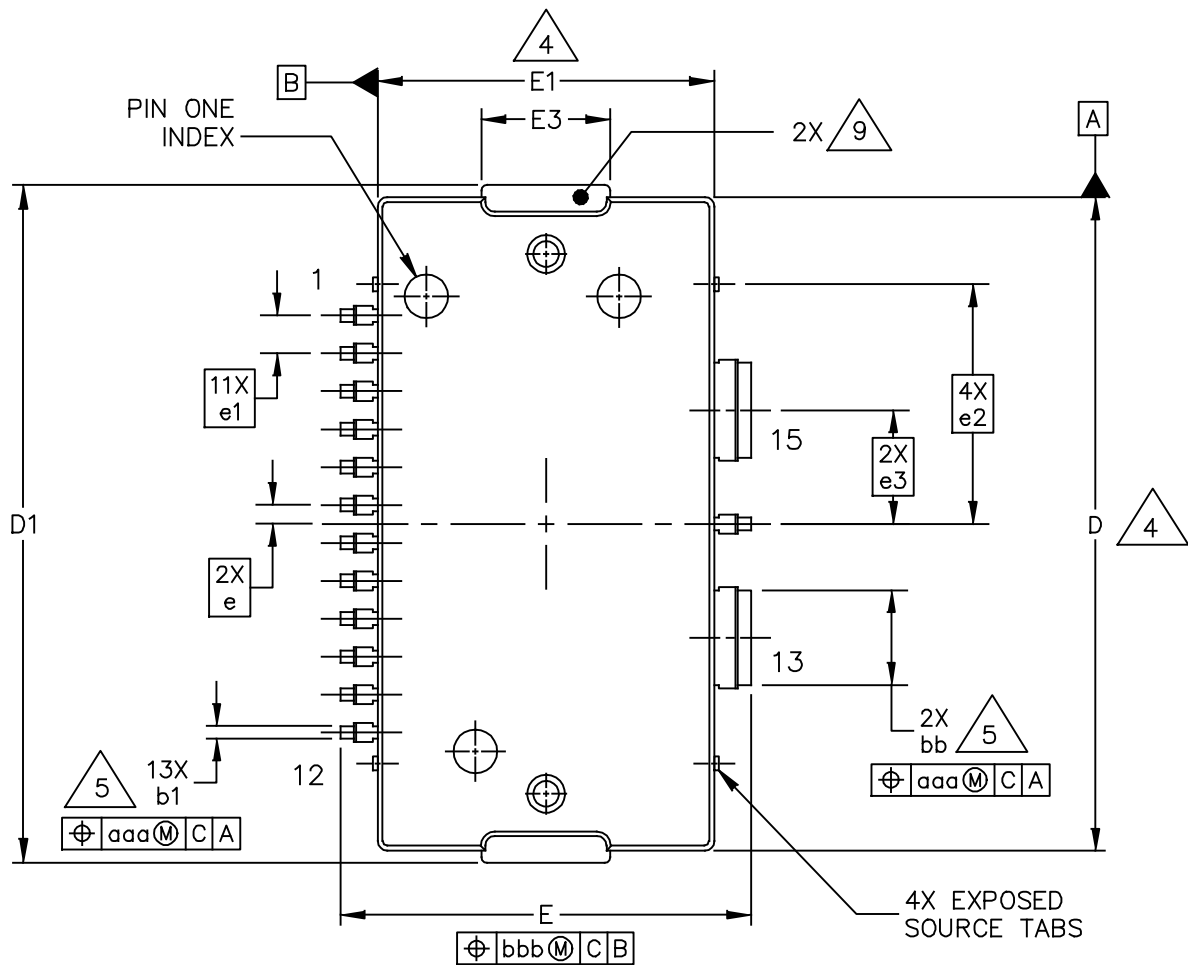 4
B
E1
PIN ONE
INDEX
E3
2X 9
A
1
11X
e1
4X
e2
15
2X
e3
D1
D 4
2X
e
13
2X
bb 5
⌖ aaa Ⓜ C A
5 13X
b1
12
⌖ aaa Ⓜ C A
4X EXPOSED
SOURCE TABS
E
⌖ bbb Ⓜ C B